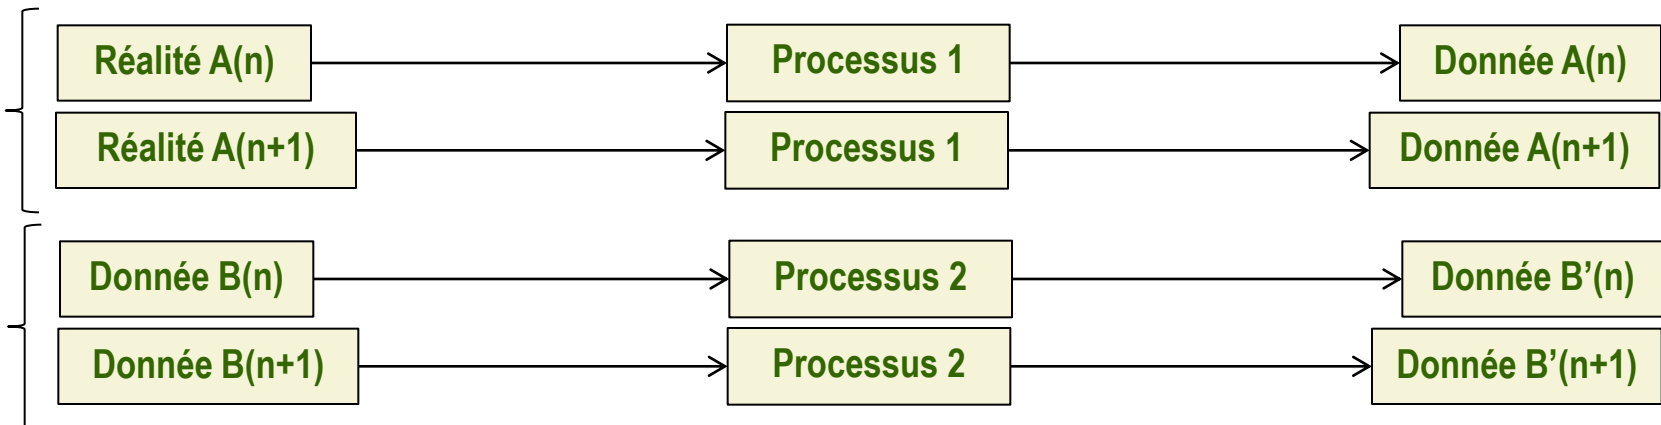 Réalité A(n) Processus 1 Donnée A(n)
Réalité A(n+1) Processus 1 Donnée A(n+1)
Donnée B(n) Processus 2 Donnée B’(n)
Donnée B(n+1) Processus 2 Donnée B’(n+1)